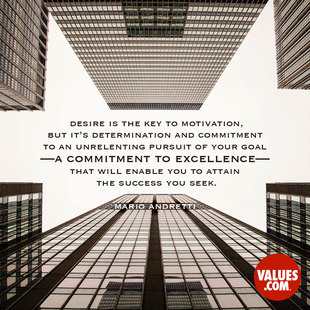 DESIRE IS THE KEY TO MOTIVATION,
BUT IT'S DETERMINATION AND COMMITMENT
TO AN UNRELENTING PURSUIT OF YOUR GOAL
—A COMMITMENT TO EXCELLENCE—
THAT WILL ENABLE YOU TO ATTAIN
THE SUCCESS YOU SEEK.
MARIO ANDRETTI
VALUES
.COM